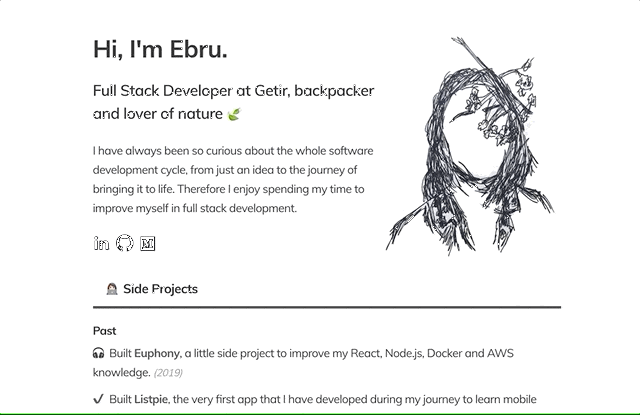 Hi, I'm Ebru.
Full Stack Developer at Getir, backpacker
and lover of nature 🍃
I have always been so curious about the whole software
development cycle, from just an idea to the journey of
bringing it to life. Therefore I enjoy spending my time to
improve myself in full stack development.
in M
👩‍💻 Side Projects
Past
🎧 Built Euphony, a little side project to improve my React, Node.js, Docker and AWS
knowledge. (2019)
✔ Built Listpie, the very first app that I have developed during my journey to learn mobile